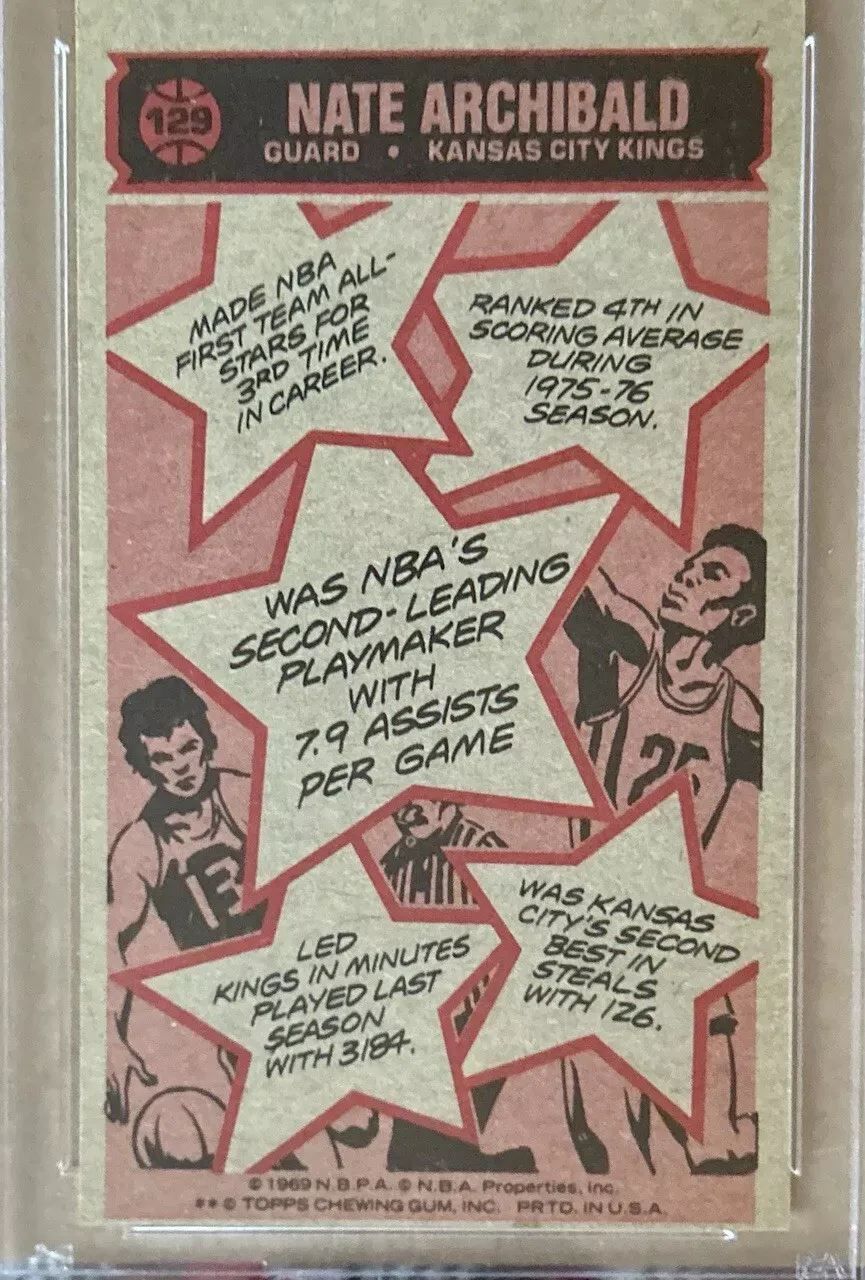 129
NATE ARCHIBALD
GUARD • KANSAS CITY KINGS
MADE NBA
FIRST TEAM ALL-
STARS FOR
3RD TIME
IN CAREER.
RANKED 4TH IN
SCORING AVERAGE
DURING
1975-76
SEASON.
WAS NBA'S
SECOND-LEADING
PLAYMAKER
WITH
7.9 ASSISTS
PER GAME
25
13
LED
KINGS IN MINUTES
PLAYED LAST
SEASON
WITH 3184.
WAS KANSAS
CITY'S SECOND
BEST IN
STEALS
WITH 126.
© 1969 N.B.P.A. © N.B.A. Properties, Inc.
** © TOPPS CHEWING GUM, INC. PRTD. IN U.S.A.